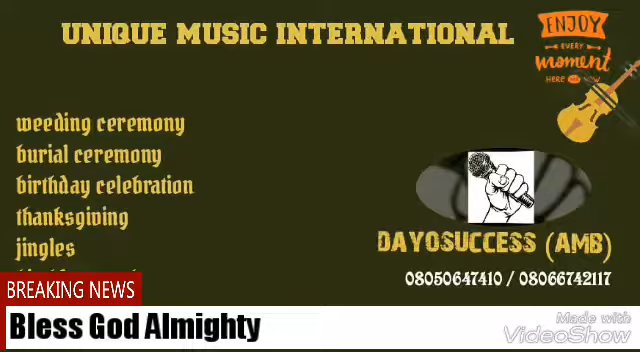 UNIQUE MUSIC INTERNATIONAL
ENJOY
EVERY
moment
HERE AND NOW
weeding ceremony
burial ceremony
birthday celebration
thanksgiving
jingles
DAYOSUCCESS (AMB)
08050647410 / 08066742117
BREAKING NEWS
Bless God Almighty
Made with
VideoShow